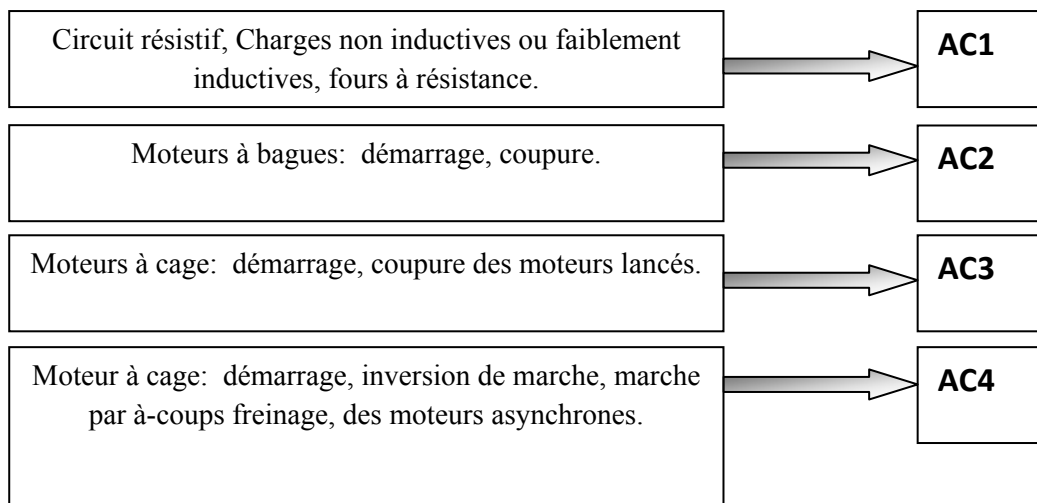 Circuit résistif, Charges non inductives ou faiblement
inductives, fours à résistance.
AC1
Moteurs à bagues: démarrage, coupure.
AC2
Moteurs à cage: démarrage, coupure des moteurs lancés.
AC3
Moteur à cage: démarrage, inversion de marche, marche
par à-coups freinage, des moteurs asynchrones.
AC4